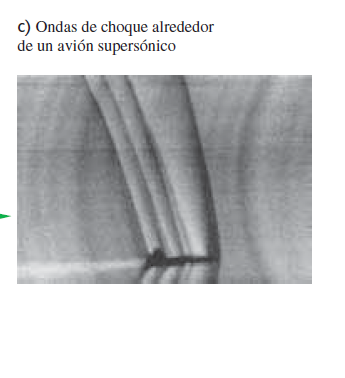 c) Ondas de choque alrededor
de un avión supersónico